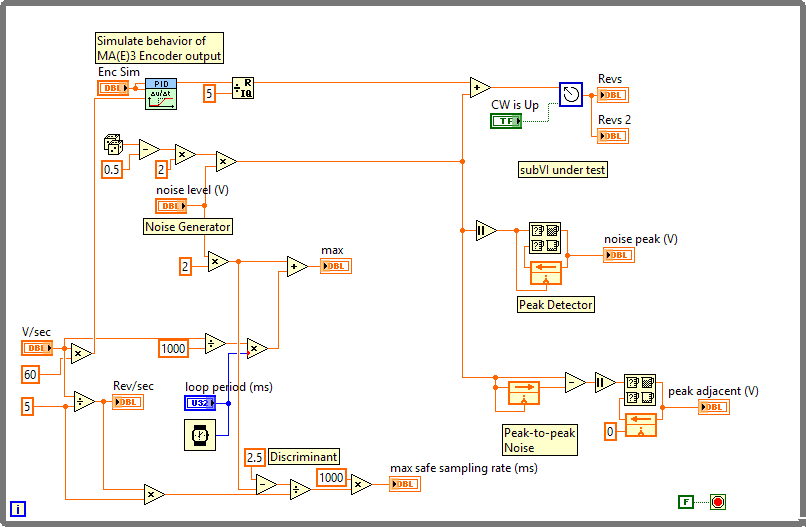 Simulate behavior of
MA(E)3 Encoder output
Enc Sim
DBL
PID
Δu/Δt
5
R
IQ
CW is Up
TF
Revs
DBL
Revs 2
DBL
0.5
2
noise level (V)
DBL
subVI under test
Noise Generator
2
max
DBL
noise peak (V)
DBL
Peak Detector
V/sec
DBL
1000
60
Rev/sec
DBL
5
loop period (ms)
U32
peak adjacent (V)
DBL
0
Peak-to-peak
Noise
2.5
Discriminant
1000
max safe sampling rate (ms)
DBL
i
F